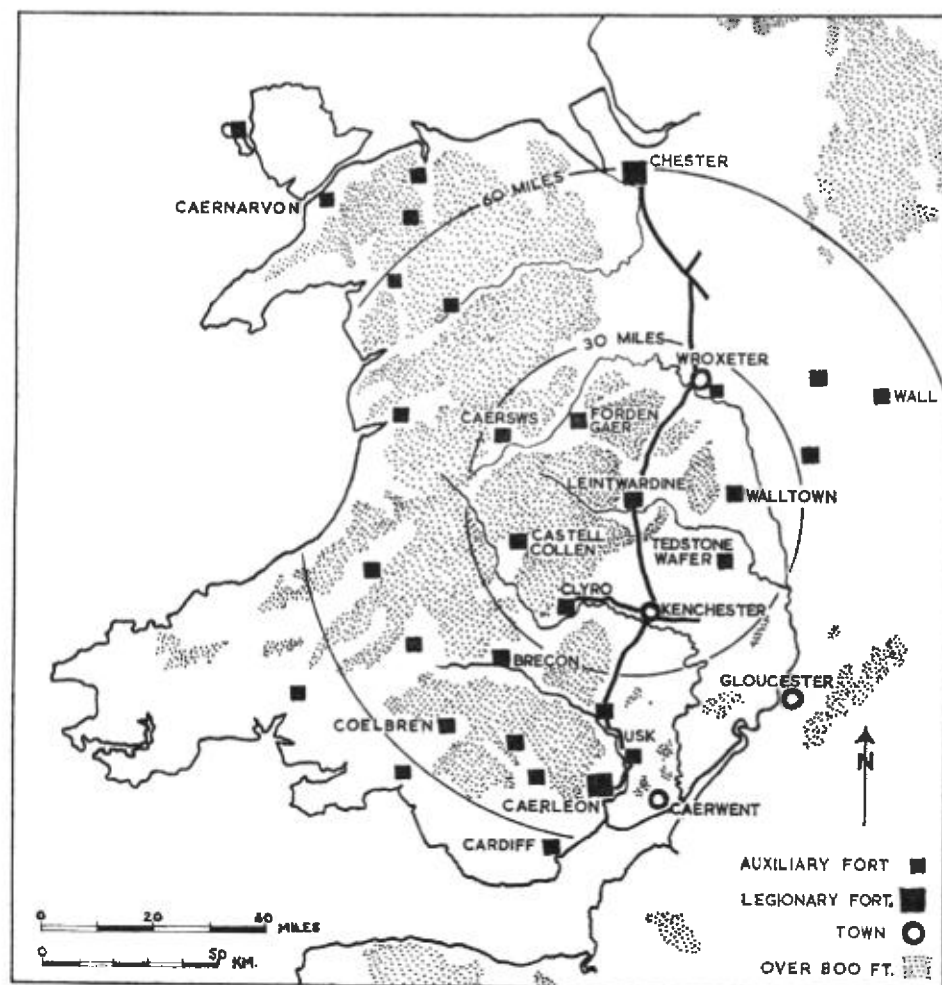 CHESTER
60 MILES
CAERNARVON
30 MILES
WROXETER
WALL
CAERSWS
FORDEN
GAER
LEINTWARDINE
WALLTOWN
CASTELL
COLLEN
TEDSTONE
WAFER
CLYRO
KENCHESTER
BRECON
GLOUCESTER
COELBREN
USK
N
CAERLEON
CAERWENT
CARDIFF
AUXILIARY FORT
LEGIONARY FORT.
TOWN
OVER 800 FT.
0 20 40 MILES
0 50 KM.